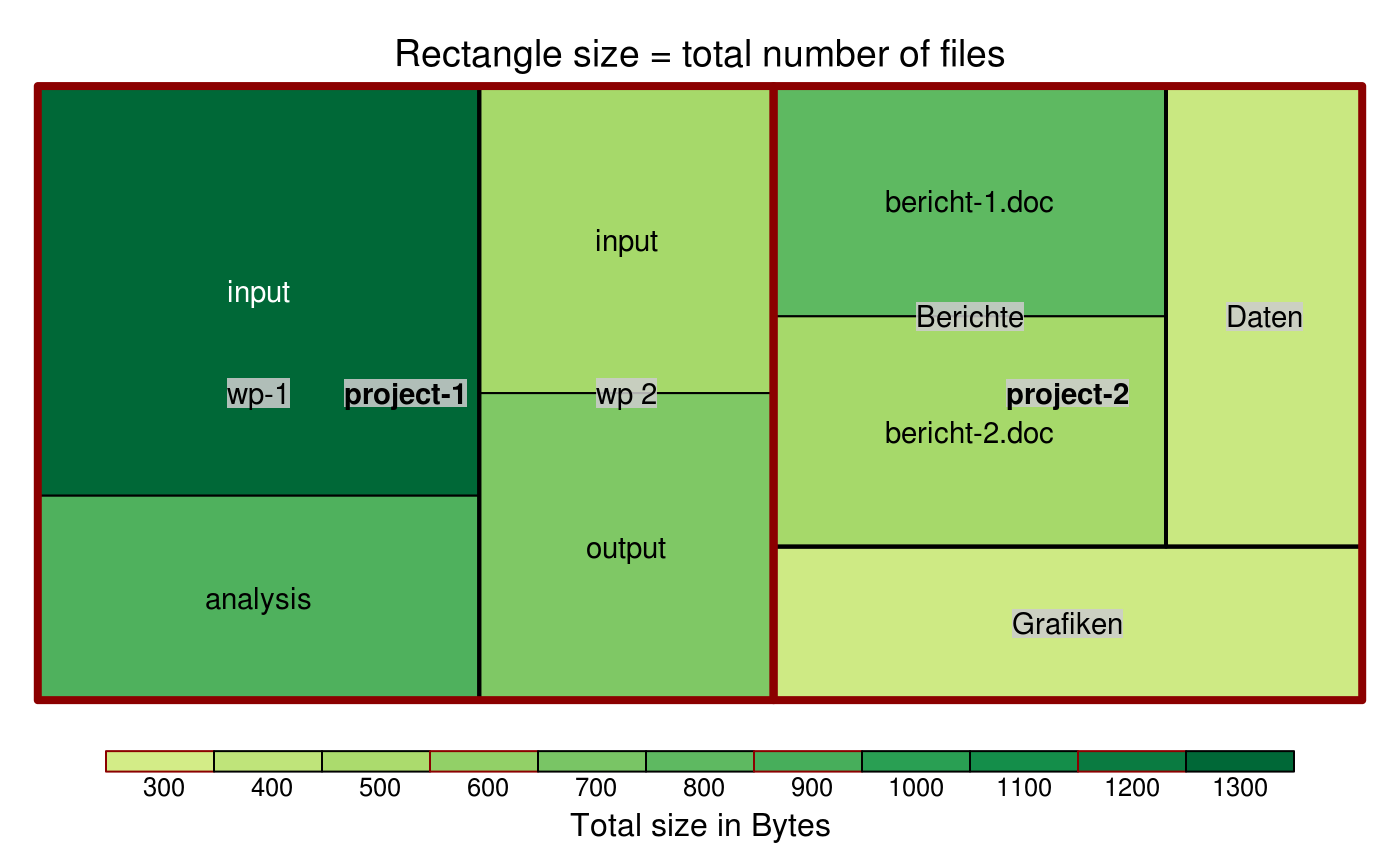 Rectangle size = total number of files
input
wp-1
project-1
analysis
input
wp 2
output
bericht-1.doc
Berichte
project-2
bericht-2.doc
Daten
Grafiken
300 400 500 600 700 800 900 1000 1100 1200 1300
Total size in Bytes